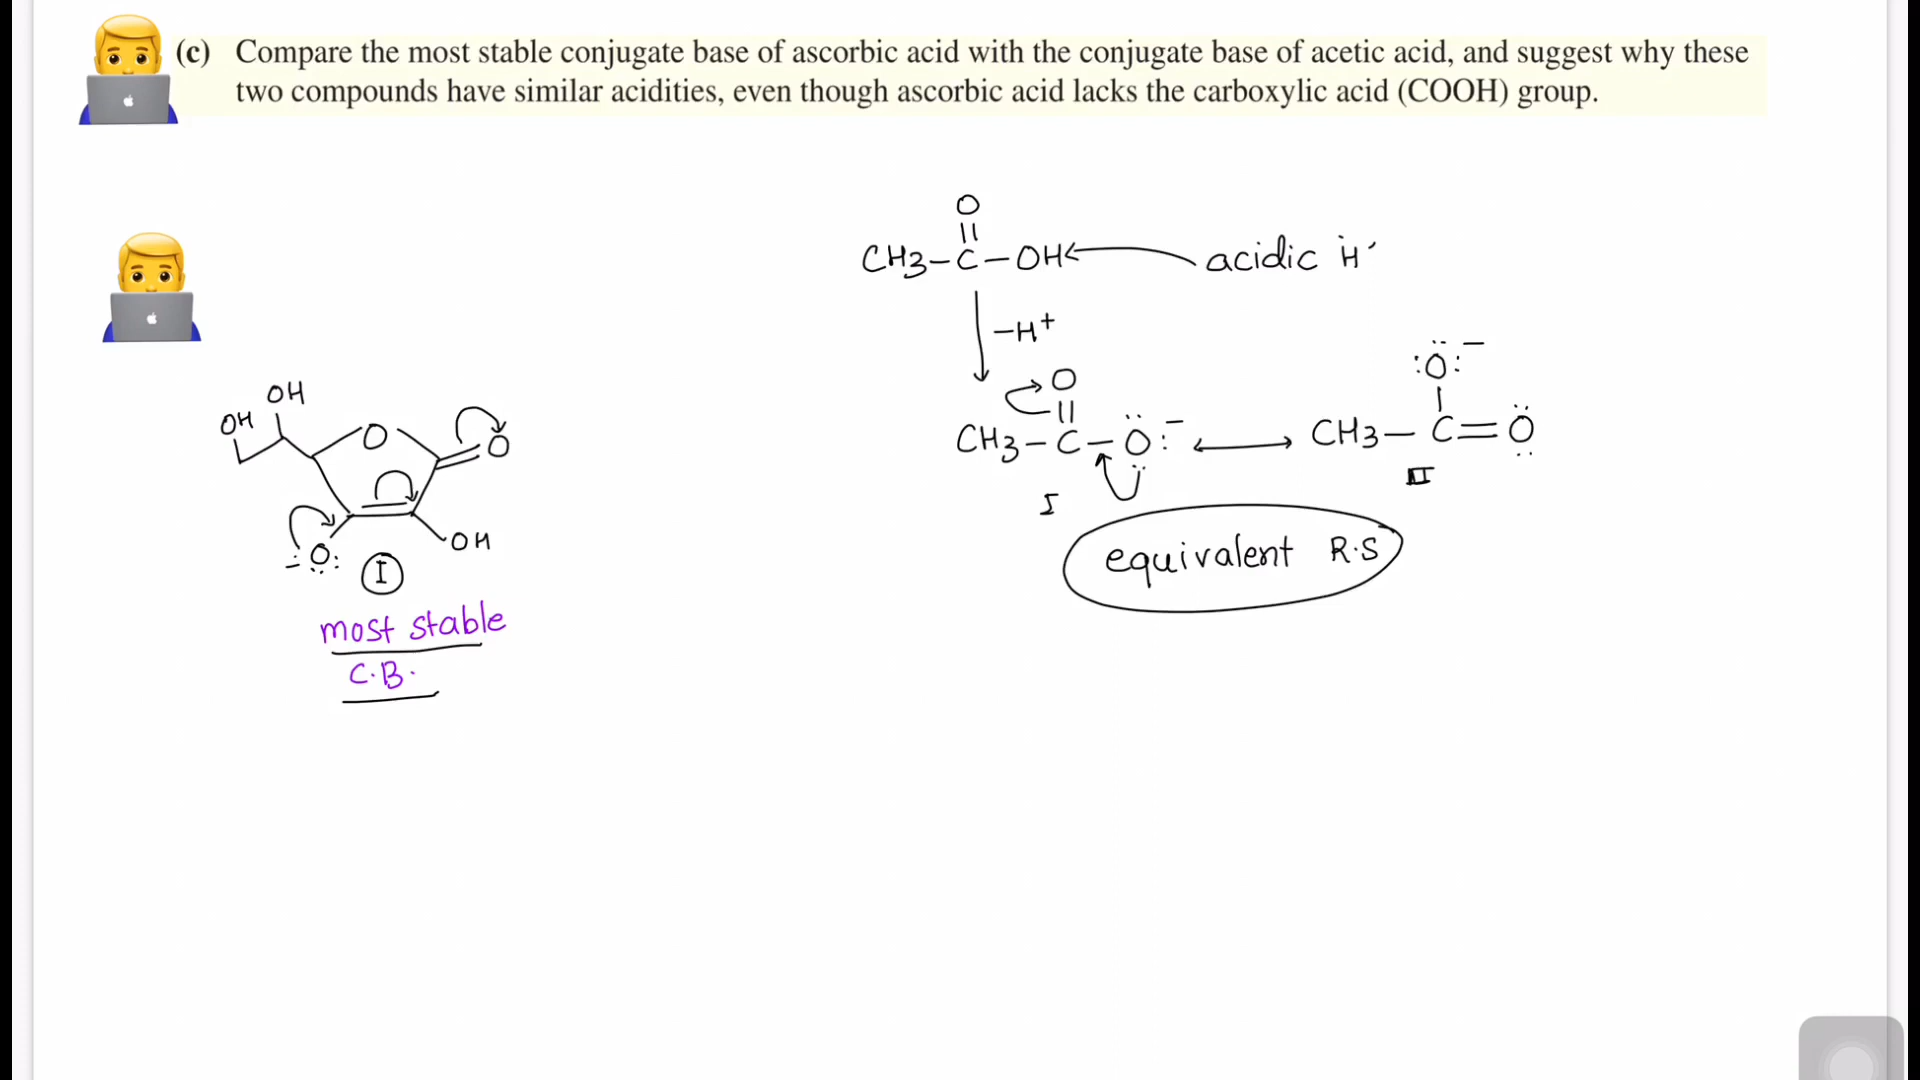 (c) Compare the most stable conjugate base of ascorbic acid with the conjugate base of acetic acid, and suggest why these
two compounds have similar acidities, even though ascorbic acid lacks the carboxylic acid (COOH) group.
O
CH3-C-OH
acidic H
-H+
O
CH3-C-O:-
:O:-
CH3-C=O
I
II
equivalent R.S
OH
OH
O
O
-:O:
OH
I
most stable
C.B.